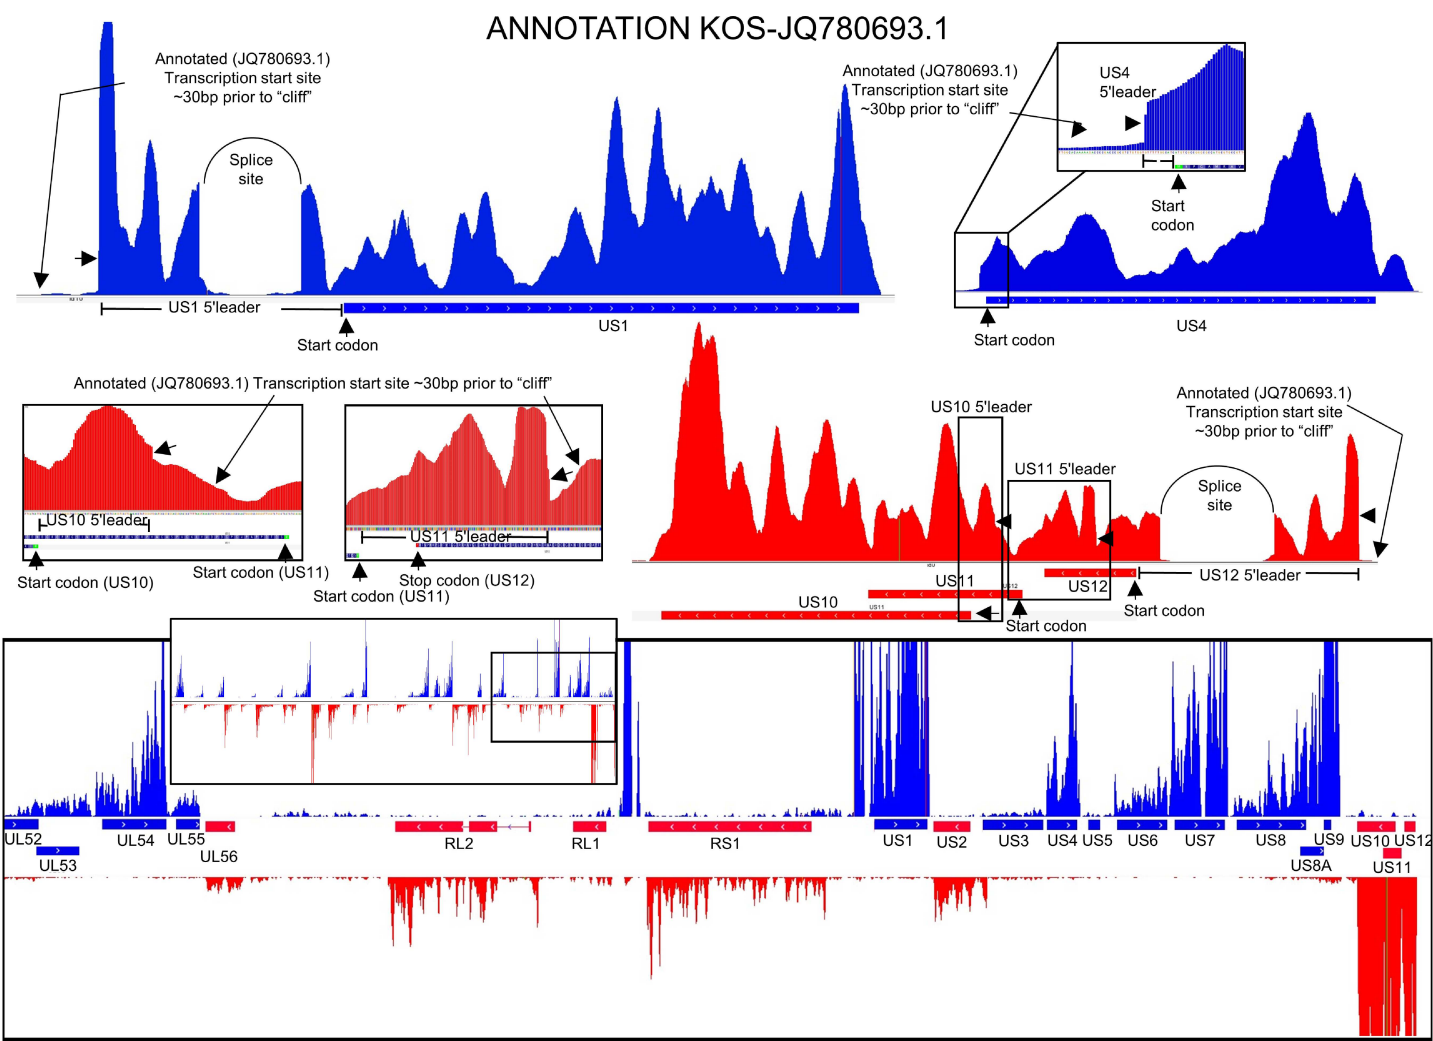 ANNOTATION KOS-JQ780693.1
Annotated (JQ780693.1)
Transcription start site
~30bp prior to “cliff”
Splice
site
US1 5'leader
US1
Start codon
Annotated (JQ780693.1)
Transcription start site
~30bp prior to “cliff”
US4
5'leader
Start
codon
US4
Start codon
Annotated (JQ780693.1) Transcription start site ~30bp prior to “cliff”
US10 5'leader
Start codon (US10)
Start codon (US11)
US11 5'leader
Stop codon (US12)
Start codon (US11)
US10 5'leader
US11 5'leader
Annotated (JQ780693.1)
Transcription start site
~30bp prior to “cliff”
Splice
site
US11
US12
US12
US12 5'leader
US10
US11
Start codon
Start codon
UL52
UL53
UL54
UL55
UL56
RL2
RL1
RS1
US1
US2
US3
US4
US5
US6
US7
US8
US8A
US9
US10
US11
US12